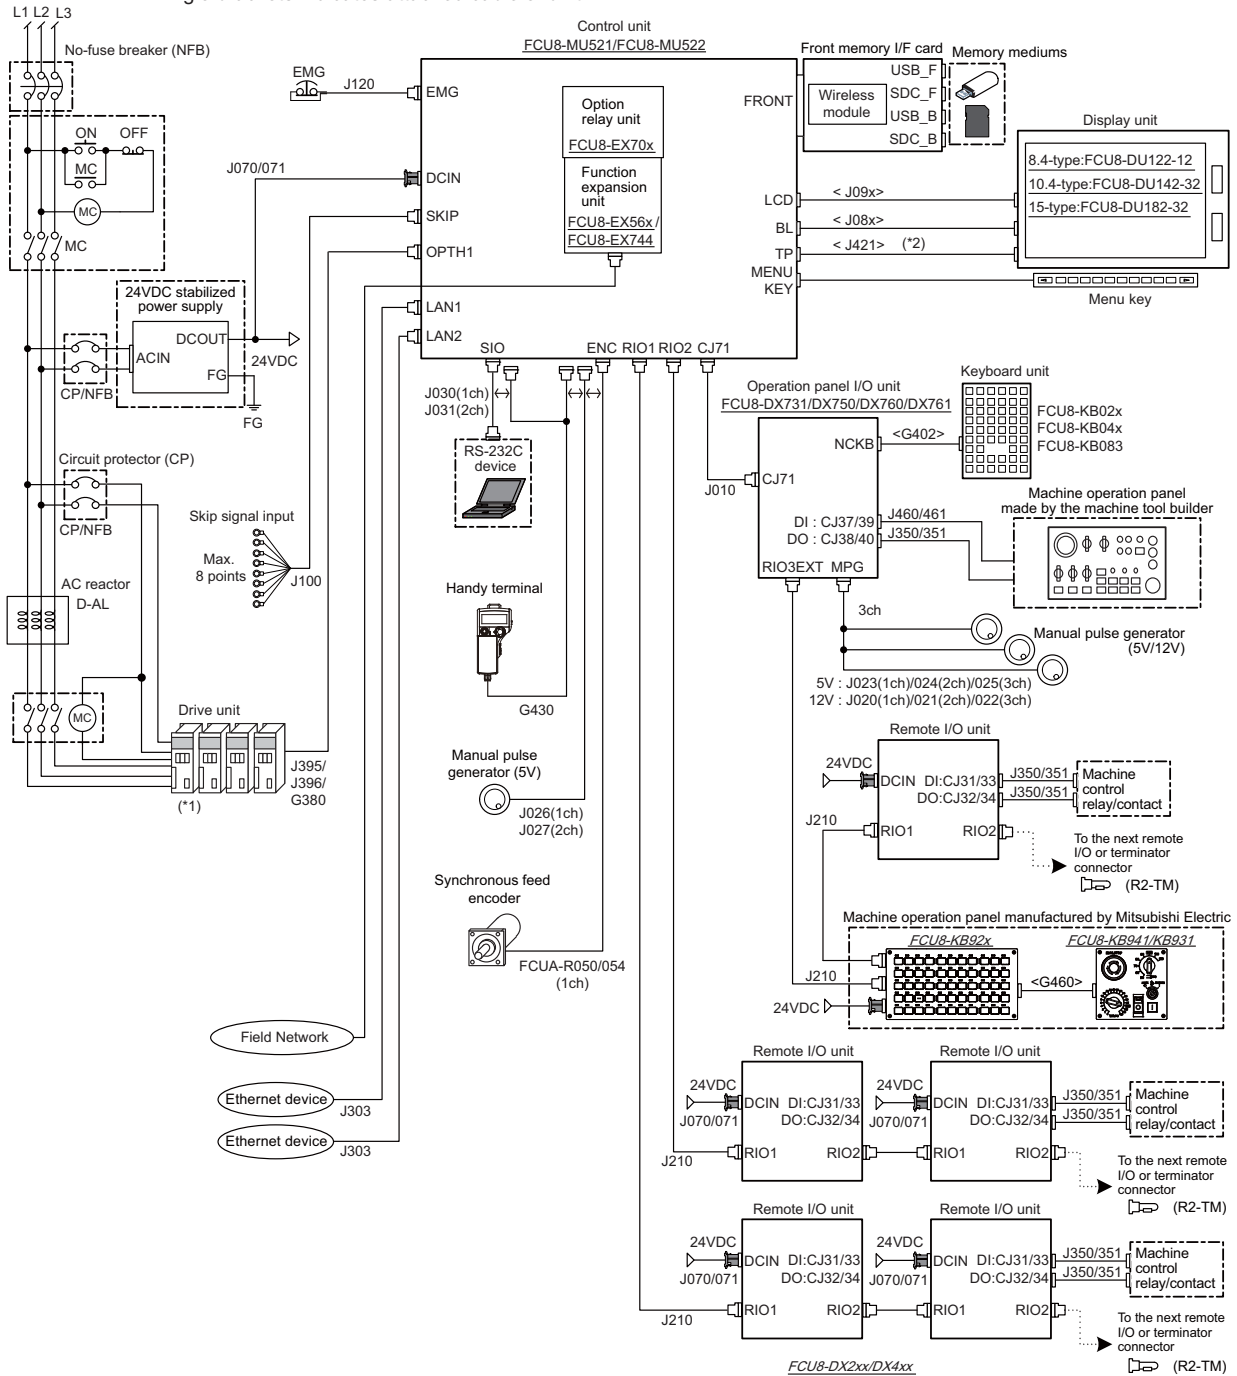 L1 L2 L3
No-fuse breaker (NFB)
Control unit
FCU8-MU521/FCU8-MU522
Front memory I/F card
Memory mediums
EMG
J120
EMG
FRONT
Wireless
module
USB_F
SDC_F
USB_B
SDC_B
Option
relay unit
FCU8-EX70x
Function
expansion
unit
FCU8-EX56x /
FCU8-EX744
ON
OFF
MC
MC
MC
J070/071
DCIN
SKIP
OPTH1
LAN1
LAN2
LCD
BL
TP
MENU
KEY
< J09x>
< J08x>
< J421>
(*2)
Display unit
8.4-type:FCU8-DU122-12
10.4-type:FCU8-DU142-32
15-type:FCU8-DU182-32
Menu key
24VDC stabilized
power supply
DCOUT
ACIN
FG
24VDC
FG
CP/NFB
SIO
ENC
RIO1
RIO2
CJ71
J030(1ch)
J031(2ch)
RS-232C
device
Operation panel I/O unit
FCU8-DX731/DX750/DX760/DX761
NCKB
<G402>
Keyboard unit
FCU8-KB02x
FCU8-KB04x
FCU8-KB083
CJ71
J010
DI : CJ37/39
DO : CJ38/40
J460/461
J350/351
RIO3EXT MPG
Machine operation panel
made by the machine tool builder
3ch
Manual pulse generator
(5V/12V)
5V : J023(1ch)/024(2ch)/025(3ch)
12V : J020(1ch)/021(2ch)/022(3ch)
Circuit protector (CP)
CP/NFB
Skip signal input
Max.
8 points
J100
AC reactor
D-AL
MC
Drive unit
(*1)
J395/
J396/
G380
Handy terminal
G430
Manual pulse
generator (5V)
J026(1ch)
J027(2ch)
Synchronous feed
encoder
FCUA-R050/054
(1ch)
Remote I/O unit
24VDC
DCIN
DI:CJ31/33
DO:CJ32/34
J350/351
J350/351
Machine
control
relay/contact
J210
RIO1
RIO2
To the next remote
I/O or terminator
connector
(R2-TM)
Machine operation panel manufactured by Mitsubishi Electric
FCU8-KB92x
FCU8-KB941/KB931
J210
<G460>
24VDC
Field Network
Ethernet device
J303
Ethernet device
J303
Remote I/O unit
Remote I/O unit
24VDC
DCIN
DI:CJ31/33
DO:CJ32/34
J070/071
24VDC
DCIN
DI:CJ31/33
DO:CJ32/34
J070/071
J350/351
J350/351
Machine
control
relay/contact
J210
RIO1
RIO2
RIO1
RIO2
To the next remote
I/O or terminator
connector
(R2-TM)
Remote I/O unit
Remote I/O unit
24VDC
DCIN
DI:CJ31/33
DO:CJ32/34
J070/071
24VDC
DCIN
DI:CJ31/33
DO:CJ32/34
J070/071
J350/351
J350/351
Machine
control
relay/contact
J210
RIO1
RIO2
RIO1
RIO2
To the next remote
I/O or terminator
connector
(R2-TM)
FCU8-DX2xx/DX4xx